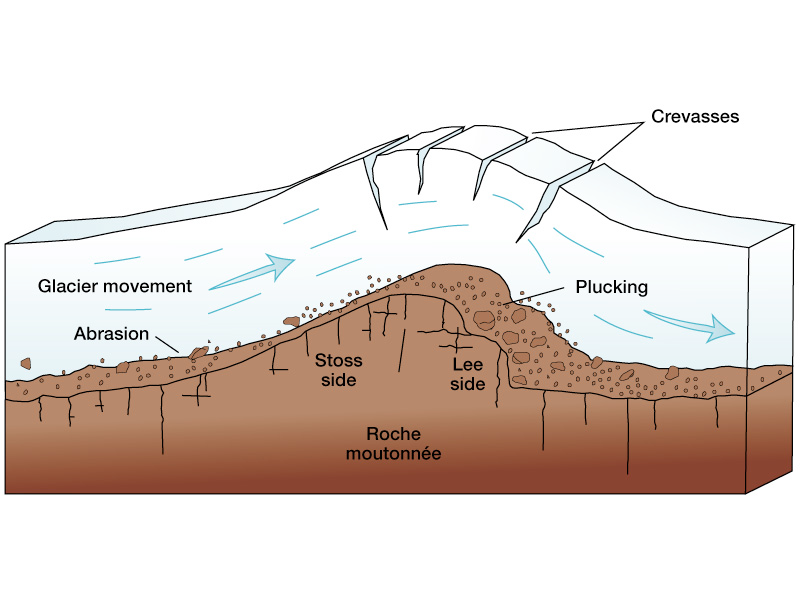 Crevasses
Glacier movement
Plucking
Abrasion
Stoss
side
Lee
side
Roche
moutonnée